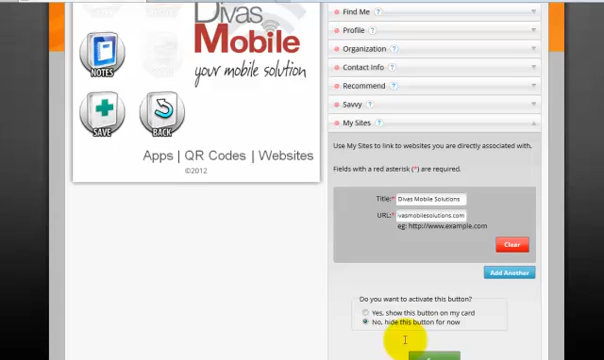 Divas
Mobile
your mobile solution
NOTES
SAVE
BACK
Apps | QR Codes | Websites
©2012
Find Me ?
Profile ?
Organization ?
Contact Info ?
Recommend ?
Savvy ?
My Sites ?
Use My Sites to link to websites you are directly associated with.
Fields with a red asterisk (*) are required.
Title:* Divas Mobile Solutions
URL:* vasmobilesolutions.com
eg: http://www.example.com
Clear
Add Another
Do you want to activate this button?
Yes, show this button on my card
No, hide this button for now